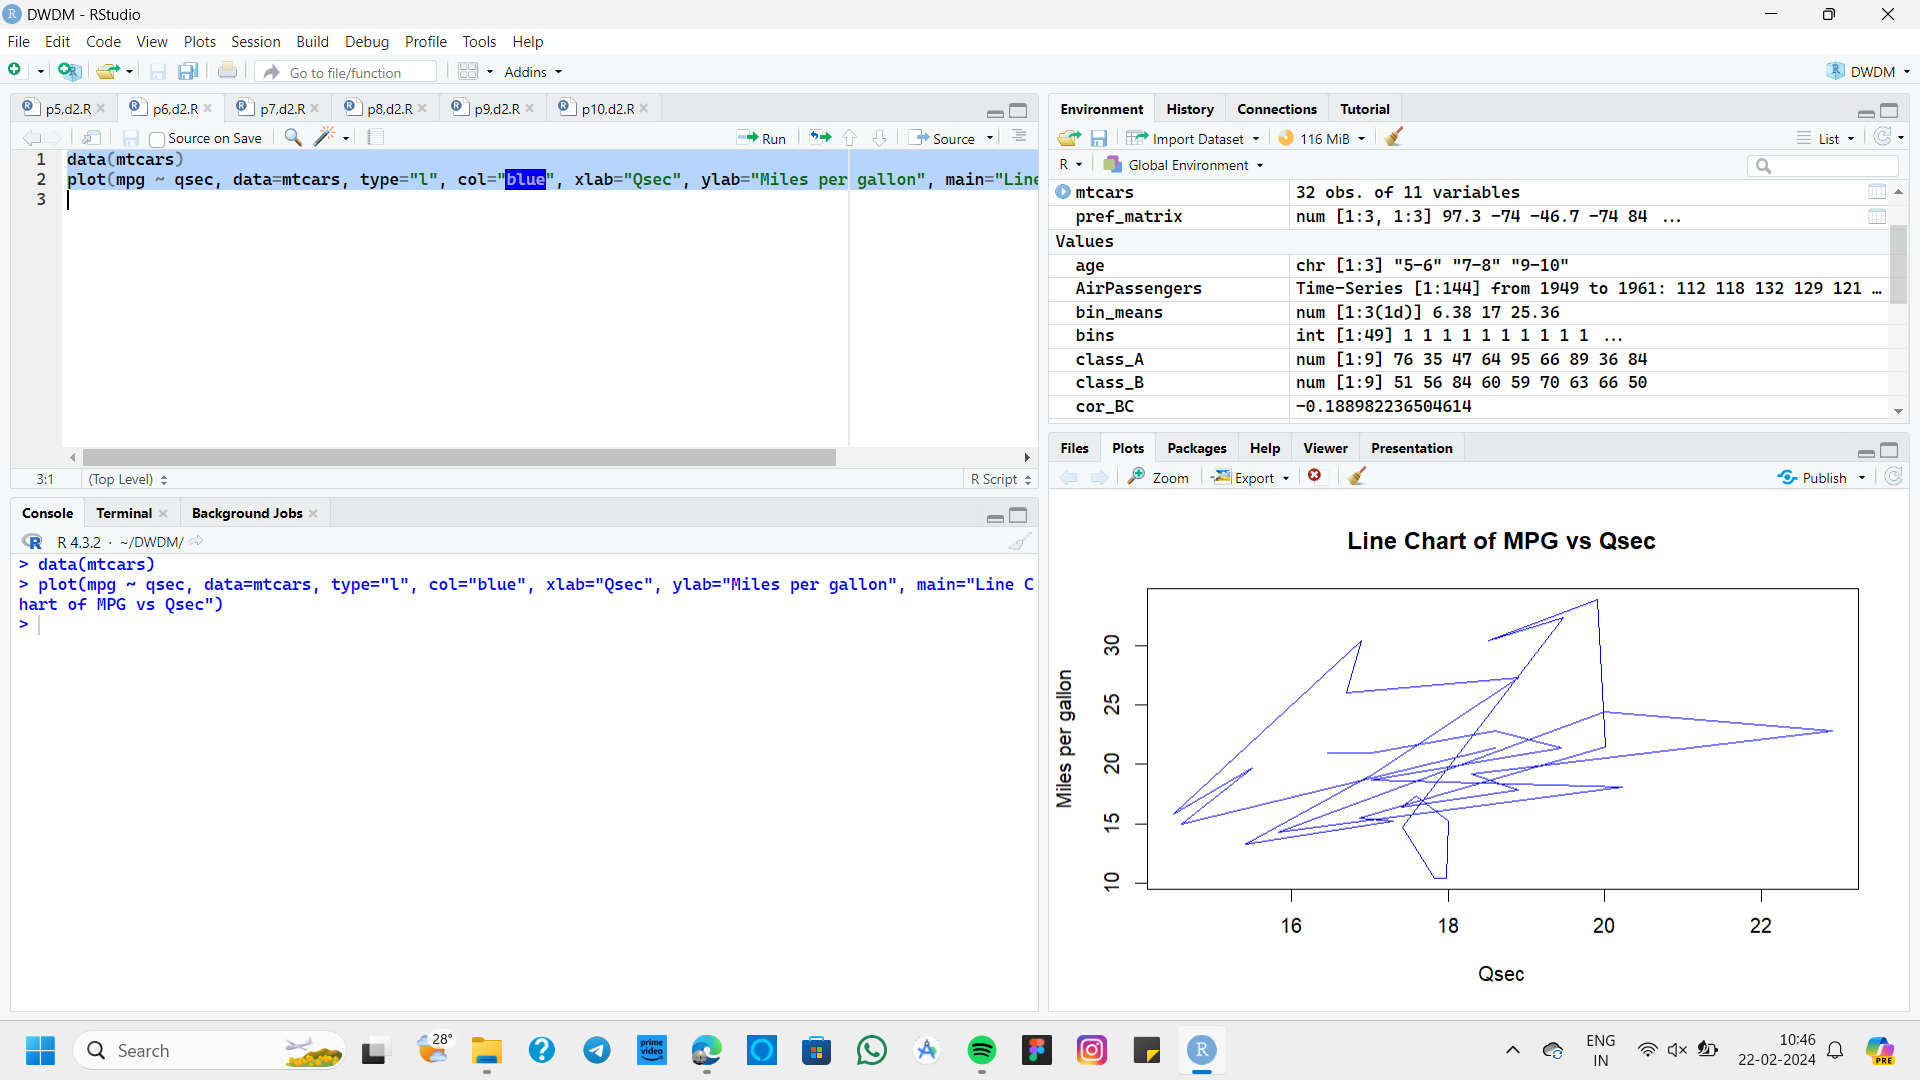 DWDM - RStudio
File Edit Code View Plots Session Build Debug Profile Tools Help
Go to file/function Addins DWDM
p5,d2.R p6,d2.R p7,d2.R p8,d2.R p9,d2.R p10,d2.R
Source on Save Run Source
1 data(mtcars)
2 plot(mpg ~ qsec, data=mtcars, type="l", col="blue", xlab="Qsec", ylab="Miles per gallon", main="Line
3
3:1 (Top Level) R Script
Console Terminal Background Jobs
R 4.3.2 · ~/DWDM/
> data(mtcars)
> plot(mpg ~ qsec, data=mtcars, type="l", col="blue", xlab="Qsec", ylab="Miles per gallon", main="Line C
hart of MPG vs Qsec")
>
Environment History Connections Tutorial
Import Dataset 116 MiB List
R Global Environment
mtcars 32 obs. of 11 variables
pref_matrix num [1:3, 1:3] 97.3 -74 -46.7 -74 84 ...
Values
age chr [1:3] "5-6" "7-8" "9-10"
AirPassengers Time-Series [1:144] from 1949 to 1961: 112 118 132 129 121 …
bin_means num [1:3(1d)] 6.38 17 25.36
bins int [1:49] 1 1 1 1 1 1 1 1 1 1 ...
class_A num [1:9] 76 35 47 64 95 66 89 36 84
class_B num [1:9] 51 56 84 60 59 70 63 66 50
cor_BC -0.188982236504614
Files Plots Packages Help Viewer Presentation
Zoom Export Publish
Line Chart of MPG vs Qsec
Miles per gallon
30
25
20
15
10
16 18 20 22
Qsec
Search 28° prime video R ENG IN 10:46 22-02-2024 PRE